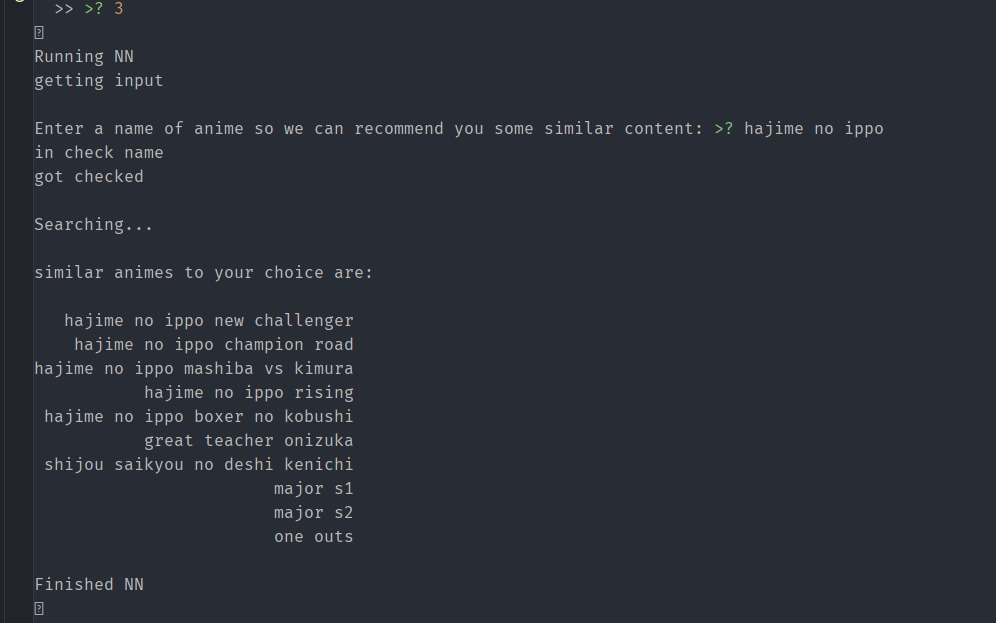 >> >? 3
Running NN
getting input
Enter a name of anime so we can recommend you some similar content: >? hajime no ippo
in check name
got checked
Searching...
similar animes to your choice are:
hajime no ippo new challenger
hajime no ippo champion road
hajime no ippo mashiba vs kimura
hajime no ippo rising
hajime no ippo boxer no kobushi
great teacher onizuka
shijou saikyou no deshi kenichi
major s1
major s2
one outs
Finished NN